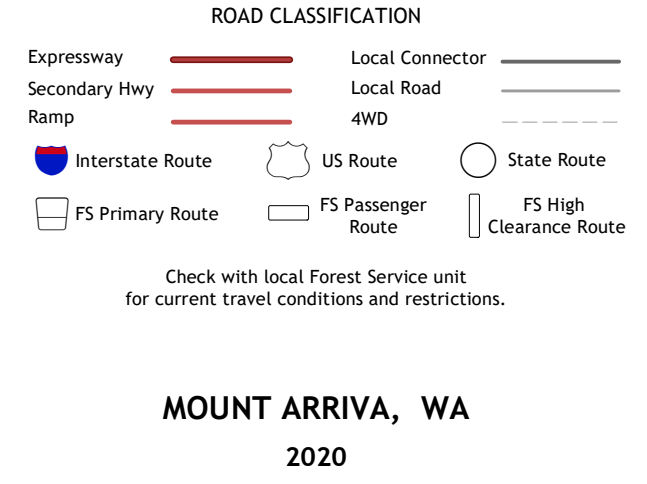 ROAD CLASSIFICATION
Expressway
Local Connector
Secondary Hwy
Local Road
Ramp
4WD
Interstate Route
US Route
State Route
FS Primary Route
FS Passenger
Route
FS High
Clearance Route
Check with local Forest Service unit
for current travel conditions and restrictions.
MOUNT ARRIVA, WA
2020